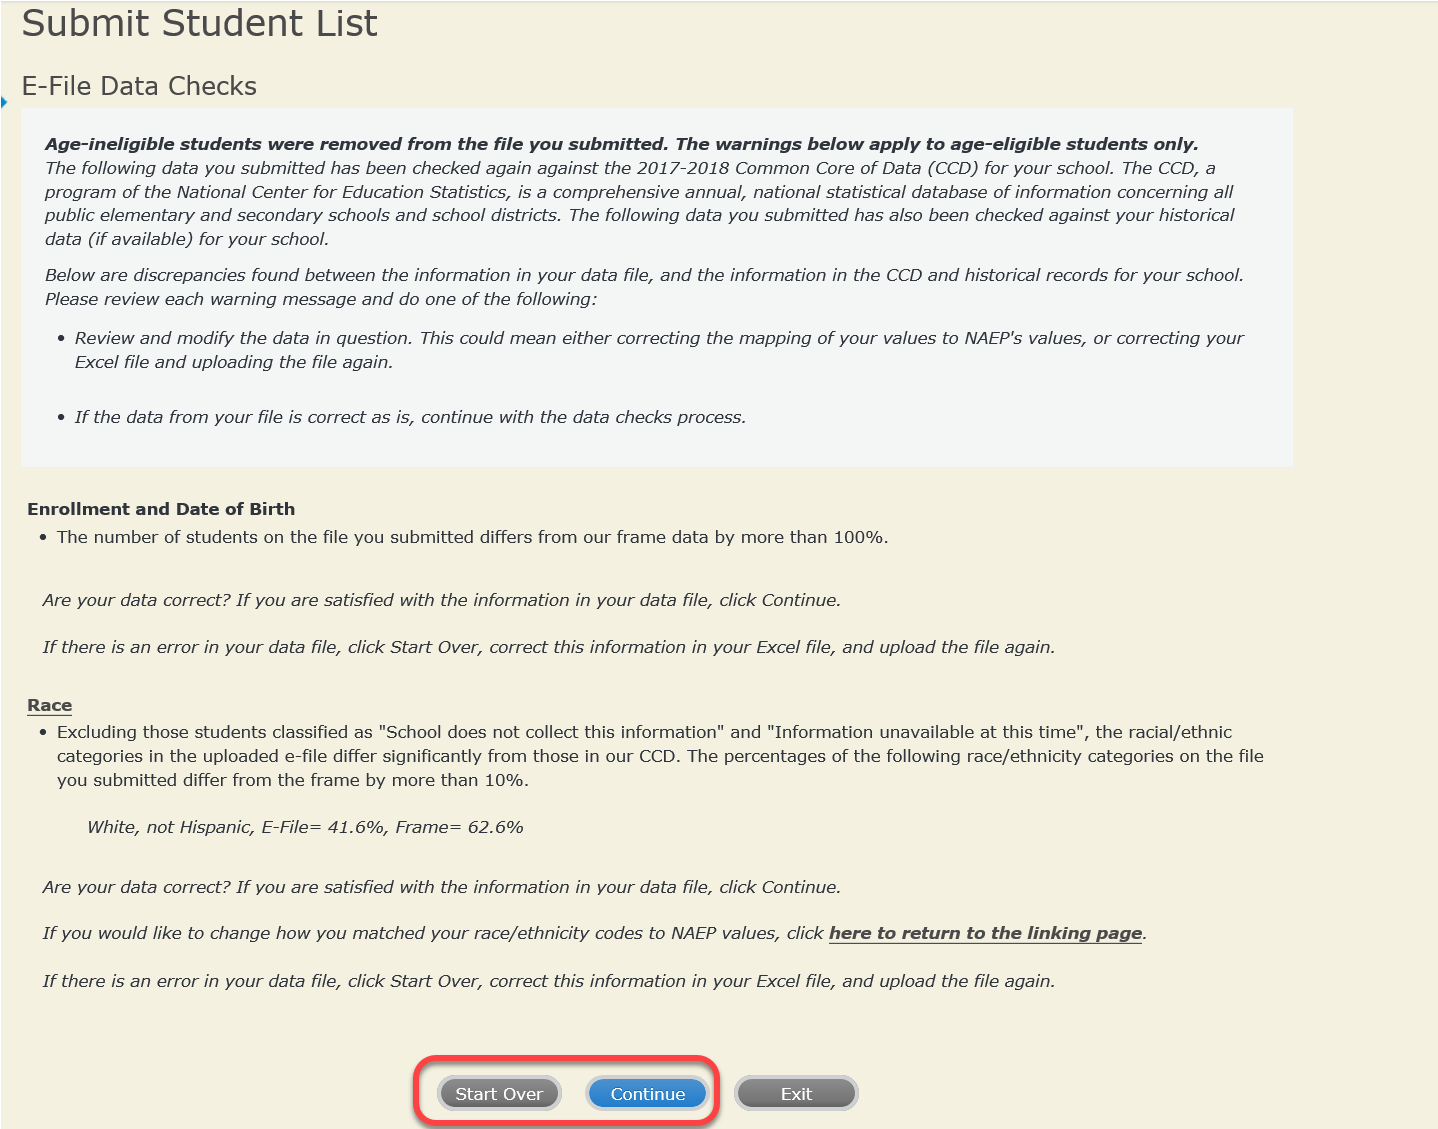 Submit Student List
E-File Data Checks
Age-ineligible students were removed from the file you submitted. The warnings below apply to age-eligible students only.
The following data you submitted has been checked again against the 2017-2018 Common Core of Data (CCD) for your school. The CCD, a
program of the National Center for Education Statistics, is a comprehensive annual, national statistical database of information concerning all
public elementary and secondary schools and school districts. The following data you submitted has also been checked against your historical
data (if available) for your school.
Below are discrepancies found between the information in your data file, and the information in the CCD and historical records for your school.
Please review each warning message and do one of the following:
• Review and modify the data in question. This could mean either correcting the mapping of your values to NAEP's values, or correcting your
Excel file and uploading the file again.
• If the data from your file is correct as is, continue with the data checks process.
Enrollment and Date of Birth
• The number of students on the file you submitted differs from our frame data by more than 100%.
Are your data correct? If you are satisfied with the information in your data file, click Continue.
If there is an error in your data file, click Start Over, correct this information in your Excel file, and upload the file again.
Race
• Excluding those students classified as "School does not collect this information" and "Information unavailable at this time", the racial/ethnic
categories in the uploaded e-file differ significantly from those in our CCD. The percentages of the following race/ethnicity categories on the file
you submitted differ from the frame by more than 10%.
White, not Hispanic, E-File= 41.6%, Frame= 62.6%
Are your data correct? If you are satisfied with the information in your data file, click Continue.
If you would like to change how you matched your race/ethnicity codes to NAEP values, click here to return to the linking page.
If there is an error in your data file, click Start Over, correct this information in your Excel file, and upload the file again.
Start Over Continue Exit